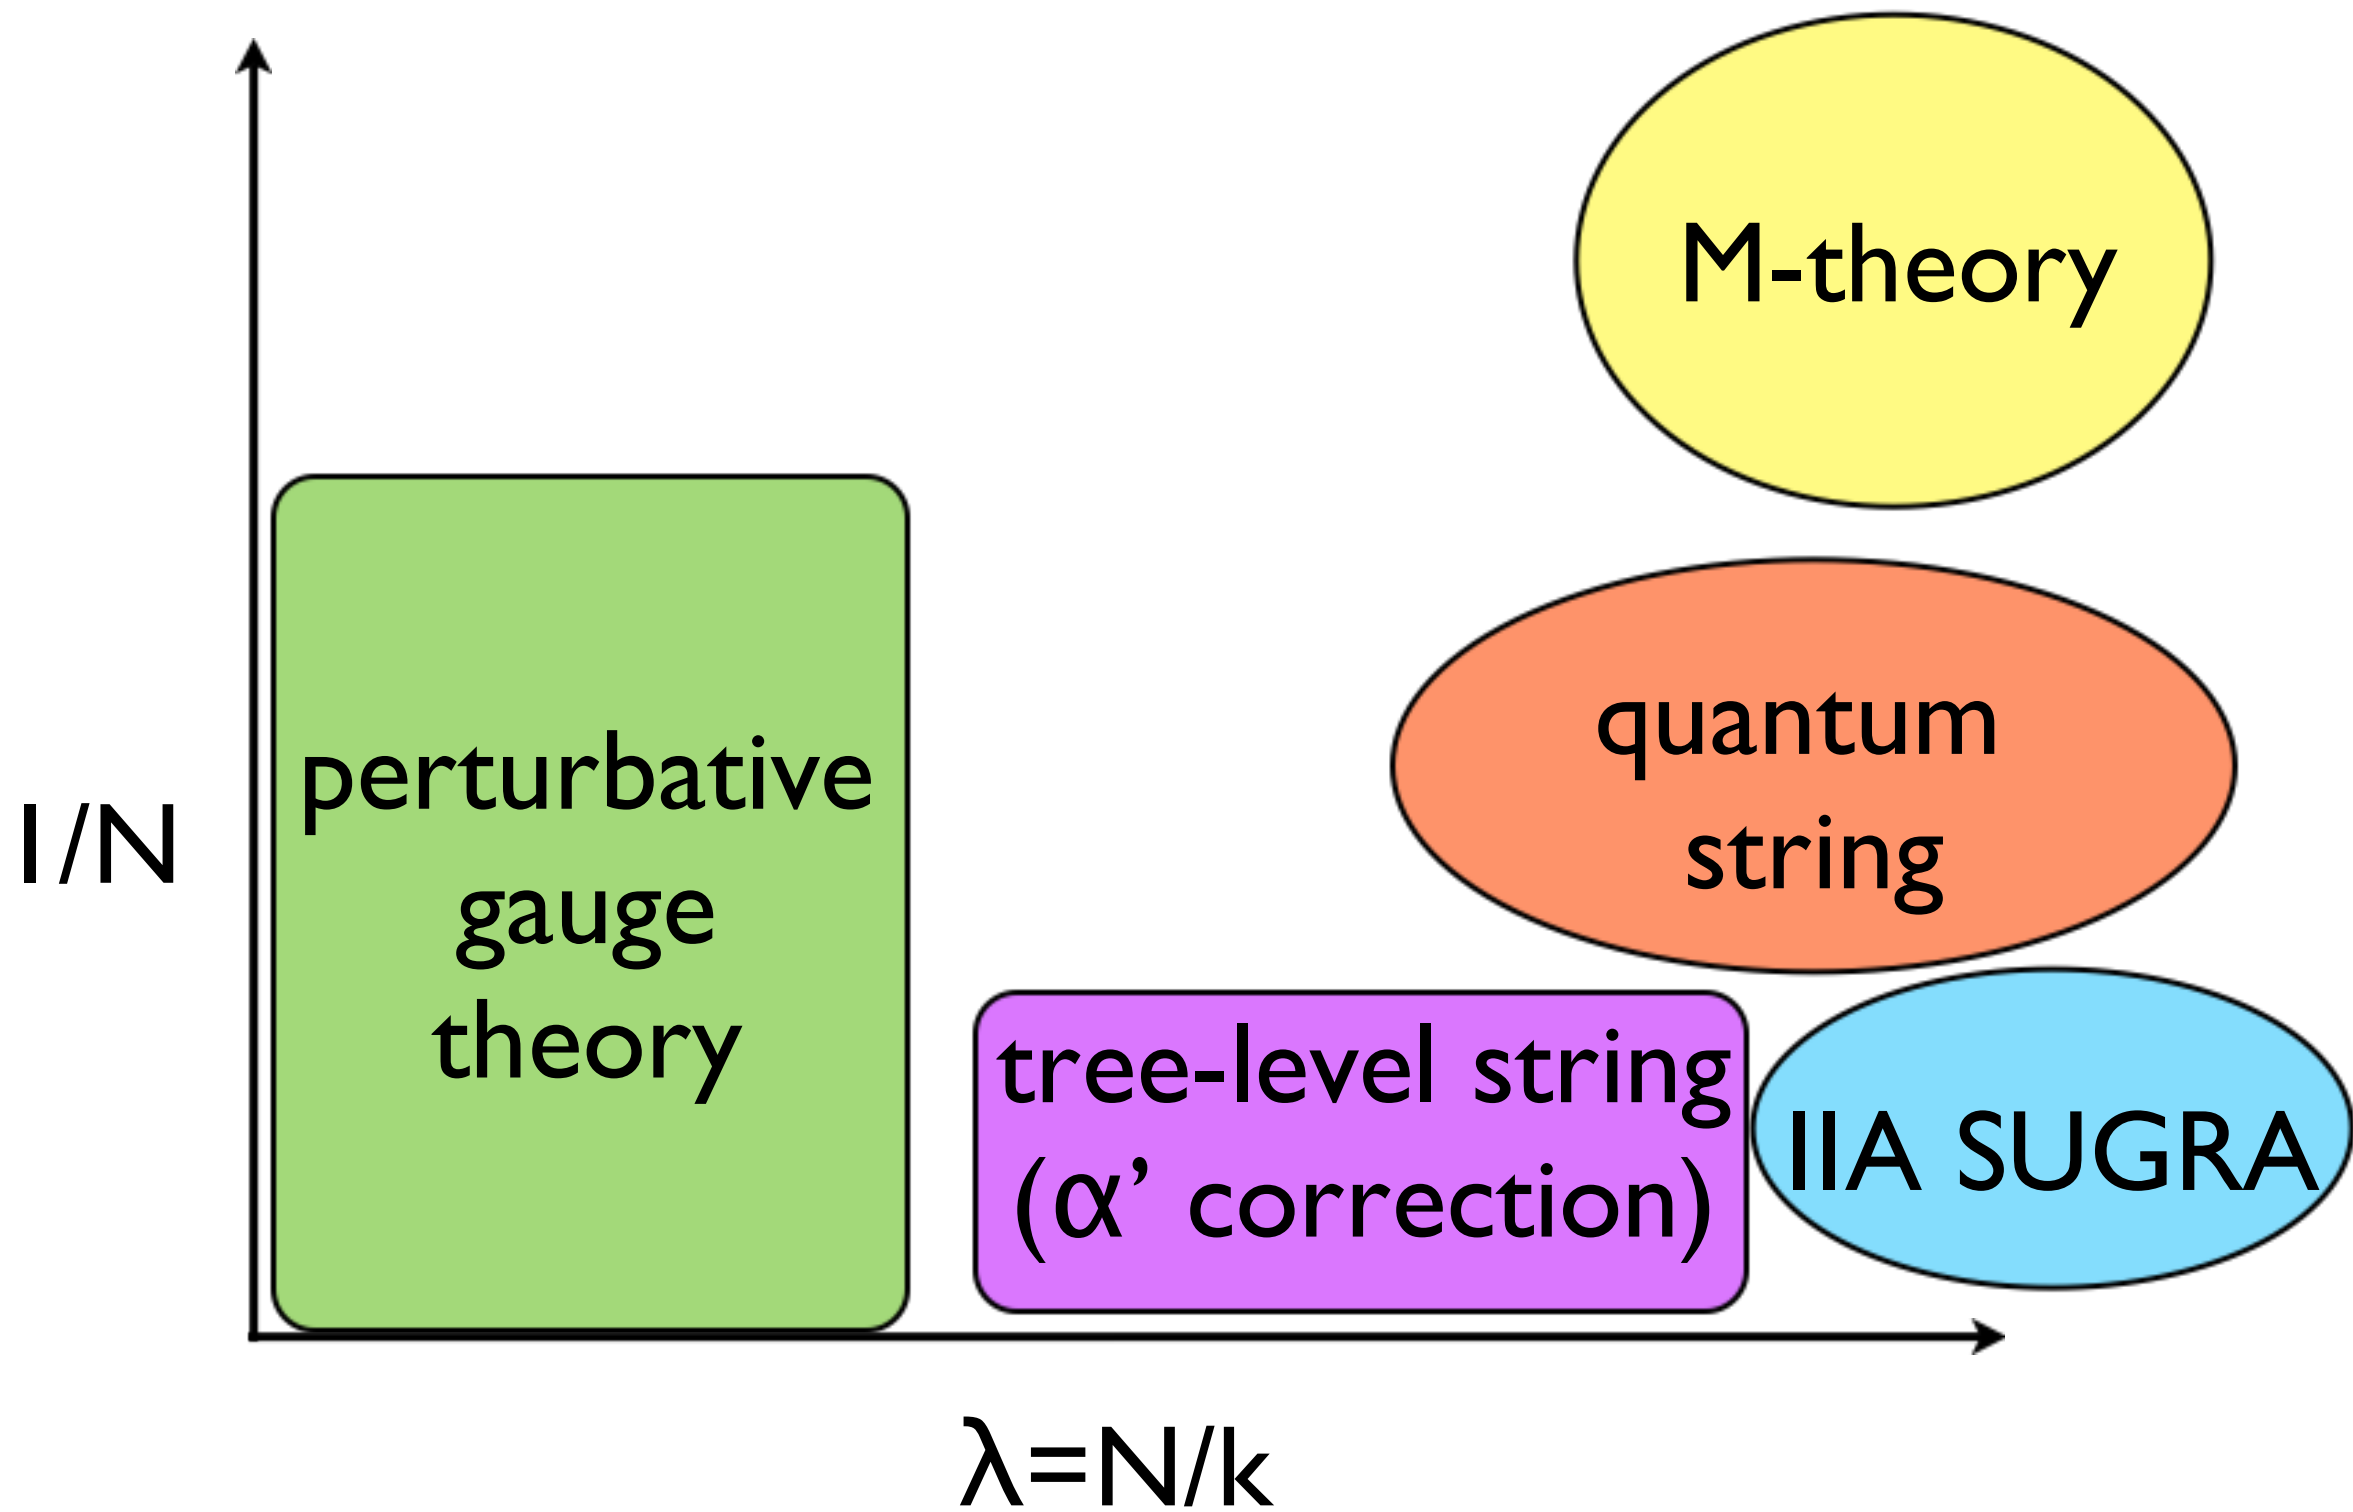 M-theory
quantum
string
1/N
perturbative
gauge
theory
tree-level string
(α’ correction)
IIA SUGRA
λ=N/k